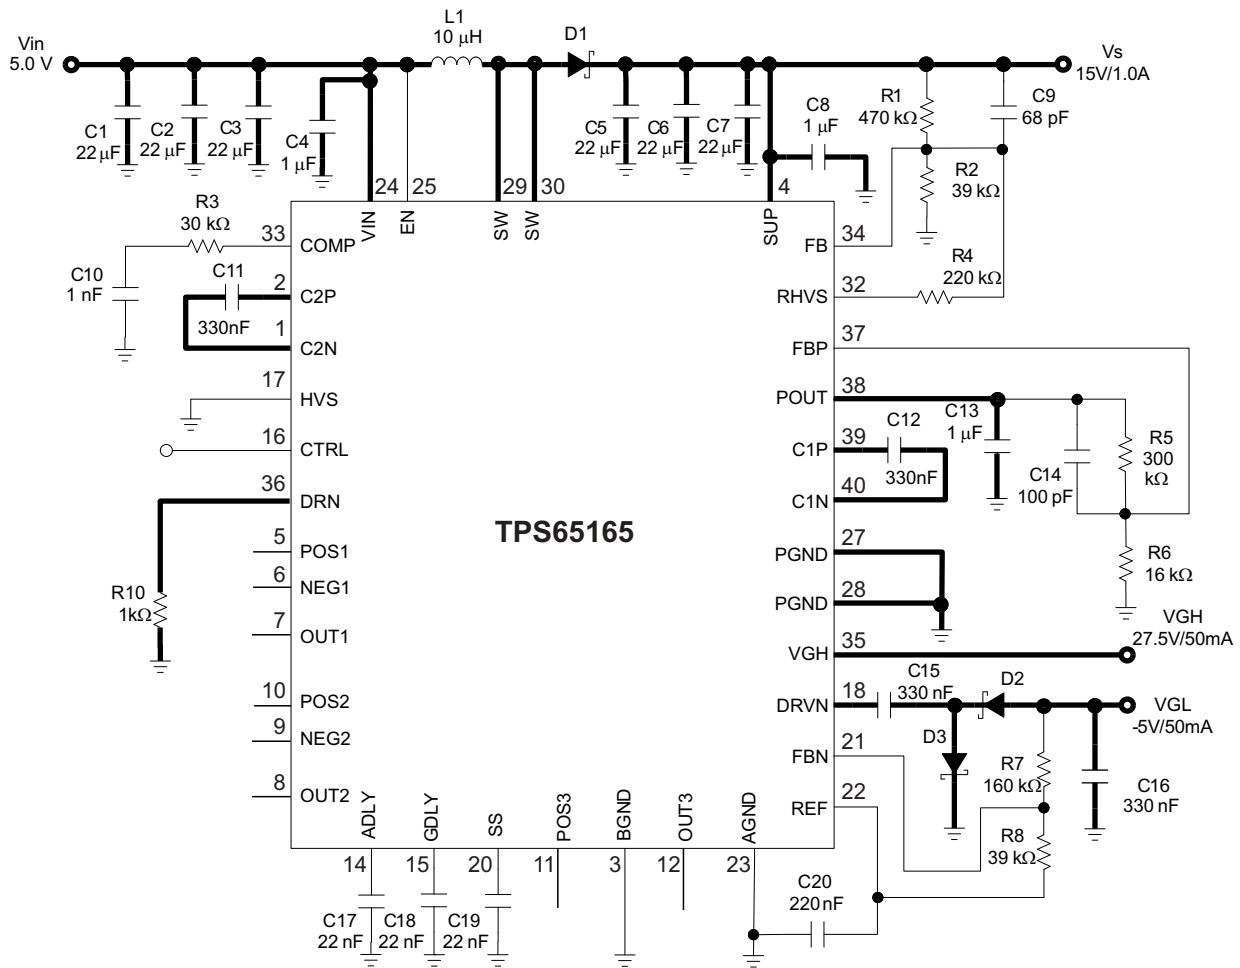 Vin
5.0 V
L1
10 µH
D1
Vs
15V/1.0A
C1
22 µF
C2
22 µF
C3
22 µF
C4
1 µF
C5
22 µF
C6
22 µF
C7
22 µF
C8
1 µF
R1
470 kΩ
C9
68 pF
R2
39 kΩ
24
25
29
30
4
VIN
EN
SW
SW
SUP
R3
30 kΩ
33
COMP
C10
1 nF
C11
330nF
2
C2P
1
C2N
17
HVS
16
CTRL
36
DRN
R10
1kΩ
5
POS1
6
NEG1
7
OUT1
10
POS2
9
NEG2
8
OUT2
TPS65165
FB
34
R4
220 kΩ
RHVS
32
FBP
37
POUT
38
C13
1 µF
C1P
39
C12
330nF
C1N
40
C14
100 pF
R5
300
kΩ
PGND
27
PGND
28
R6
16 kΩ
VGH
35
VGH
27.5V/50mA
DRVN
18
C15
330 nF
D2
VGL
-5V/50mA
FBN
21
D3
R7
160 kΩ
C16
330 nF
REF
22
R8
39 kΩ
ADLY
GDLY
SS
POS3
BGND
OUT3
AGND
14
15
20
11
3
12
23
C17
22 nF
C18
22 nF
C19
22 nF
C20
220 nF